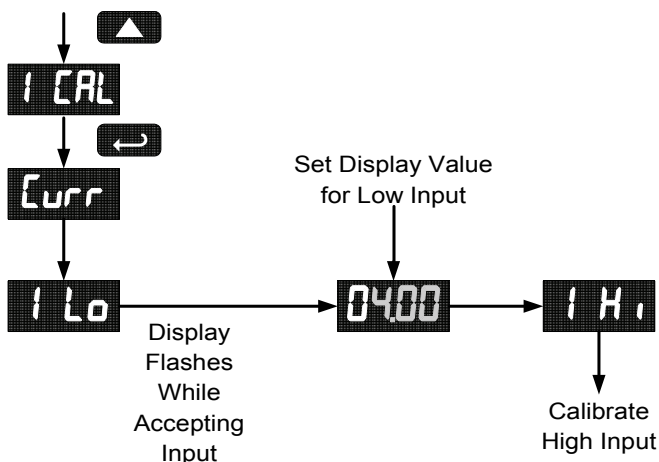 1 CAL
Curr
Set Display Value
for Low Input
1 Lo
04.00
1 Hi
Display
Flashes
While
Accepting
Input
Calibrate
High Input